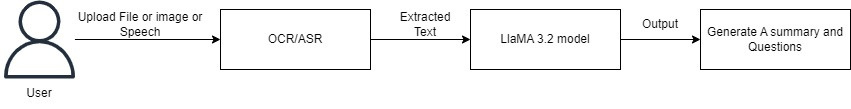 Upload File or image or
Speech
Extracted
Text
Output
OCR/ASR
LlaMA 3.2 model
Generate A summary and
Questions
User